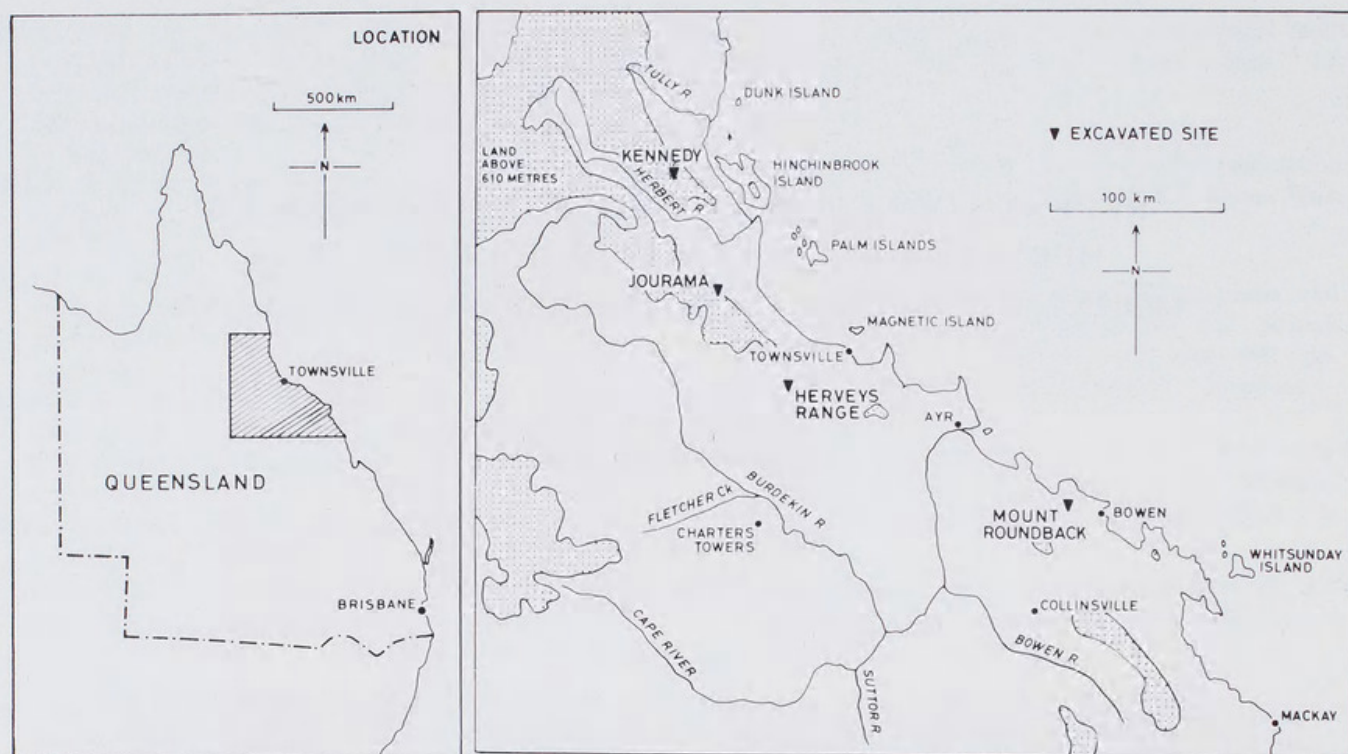 LOCATION
500 km
N
TOWNSVILLE
QUEENSLAND
BRISBANE
TULLY R.
DUNK ISLAND
▼ EXCAVATED SITE
LAND
ABOVE
610 METRES
KENNEDY
HERBERT R
HINCHINBROOK
ISLAND
100 km
N
PALM ISLANDS
JOURAMA
MAGNETIC ISLAND
TOWNSVILLE
HERVEYS
RANGE
AYR
FLETCHER CK
BURDEKIN R
CHARTERS
TOWERS
MOUNT
ROUNDBACK
BOWEN
WHITSUNDAY
ISLAND
COLLINSVILLE
CAPE RIVER
SUTTOR R
BOWEN R
MACKAY